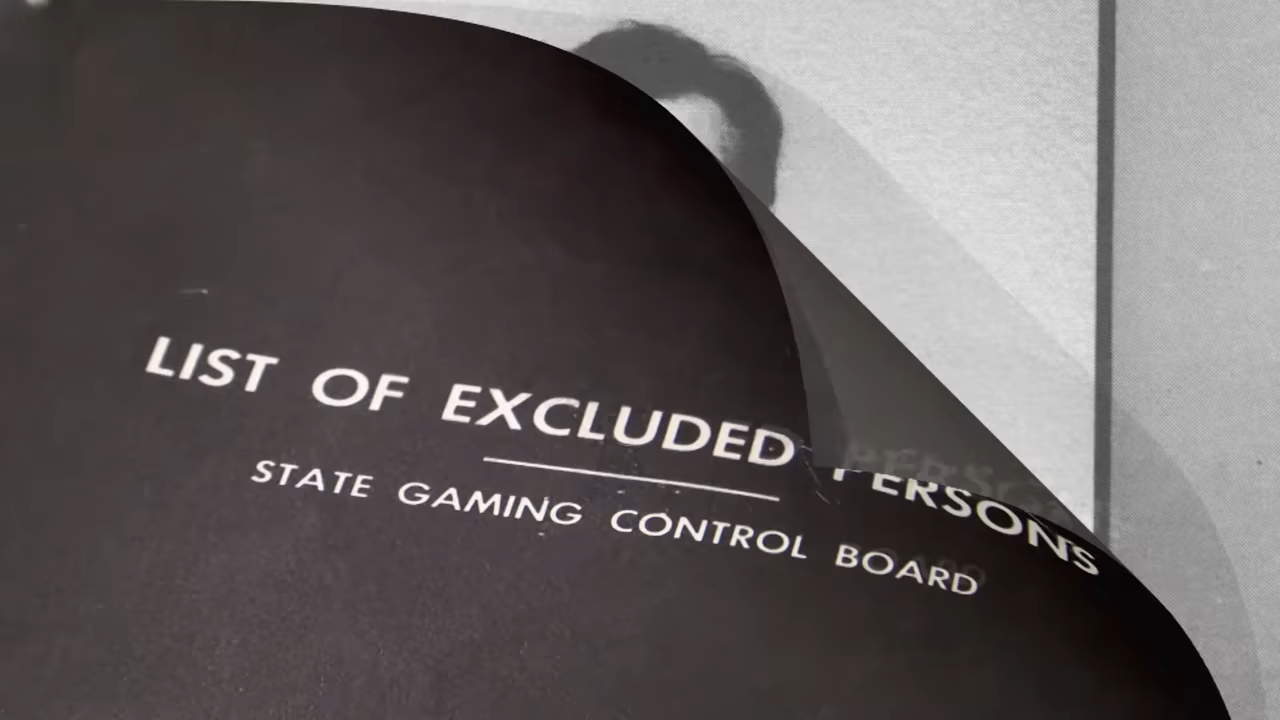 LIST OF EXCLUDED PERSONS
STATE GAMING CONTROL BOARD